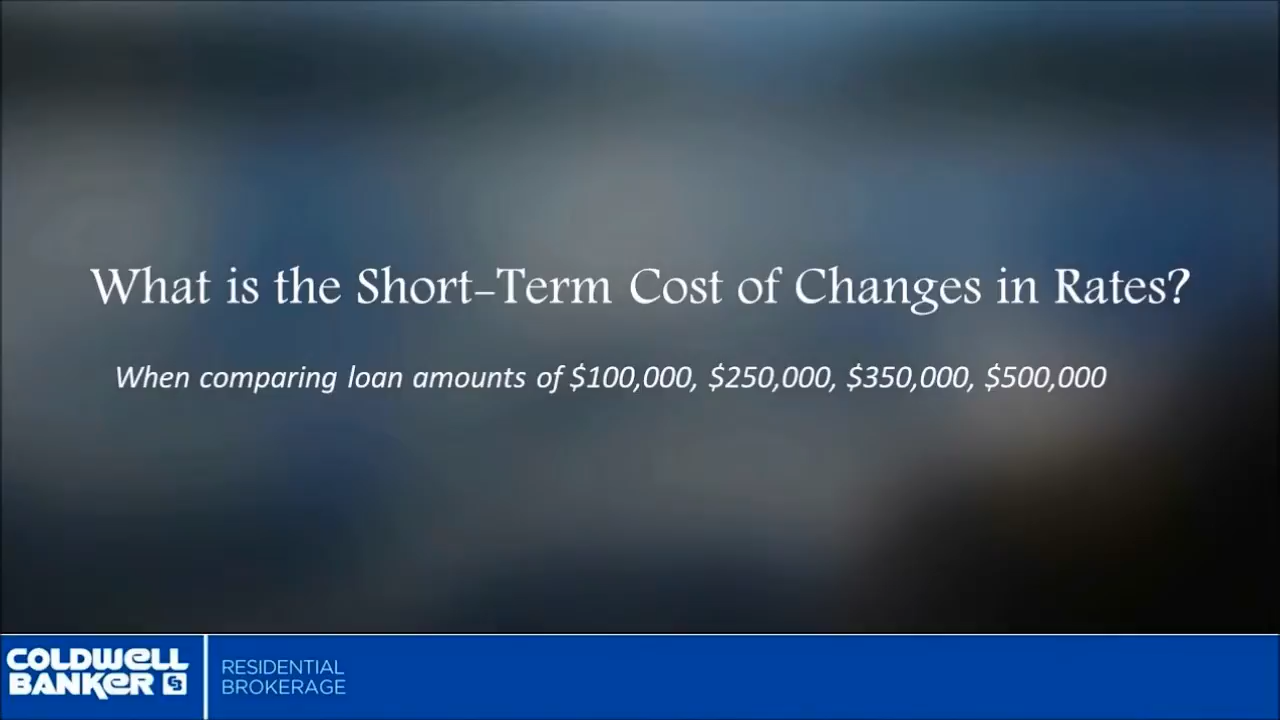 What is the Short-Term Cost of Changes in Rates?
When comparing loan amounts of $100,000, $250,000, $350,000, $500,000
COLDWELL
BANKER CB
RESIDENTIAL
BROKERAGE